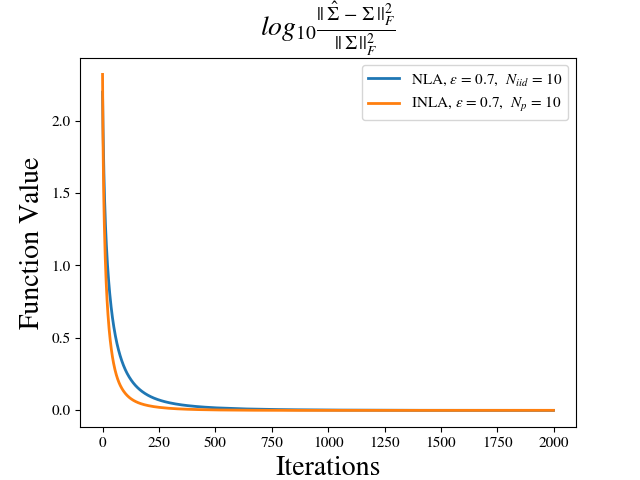 log₁₀ ‖Σ̂ − Σ‖²_F / ‖Σ‖²_F
NLA, ε = 0.7, N_iid = 10
INLA, ε = 0.7, N_p = 10
Function Value
2.0
1.5
1.0
0.5
0.0
0 250 500 750 1000 1250 1500 1750 2000
Iterations